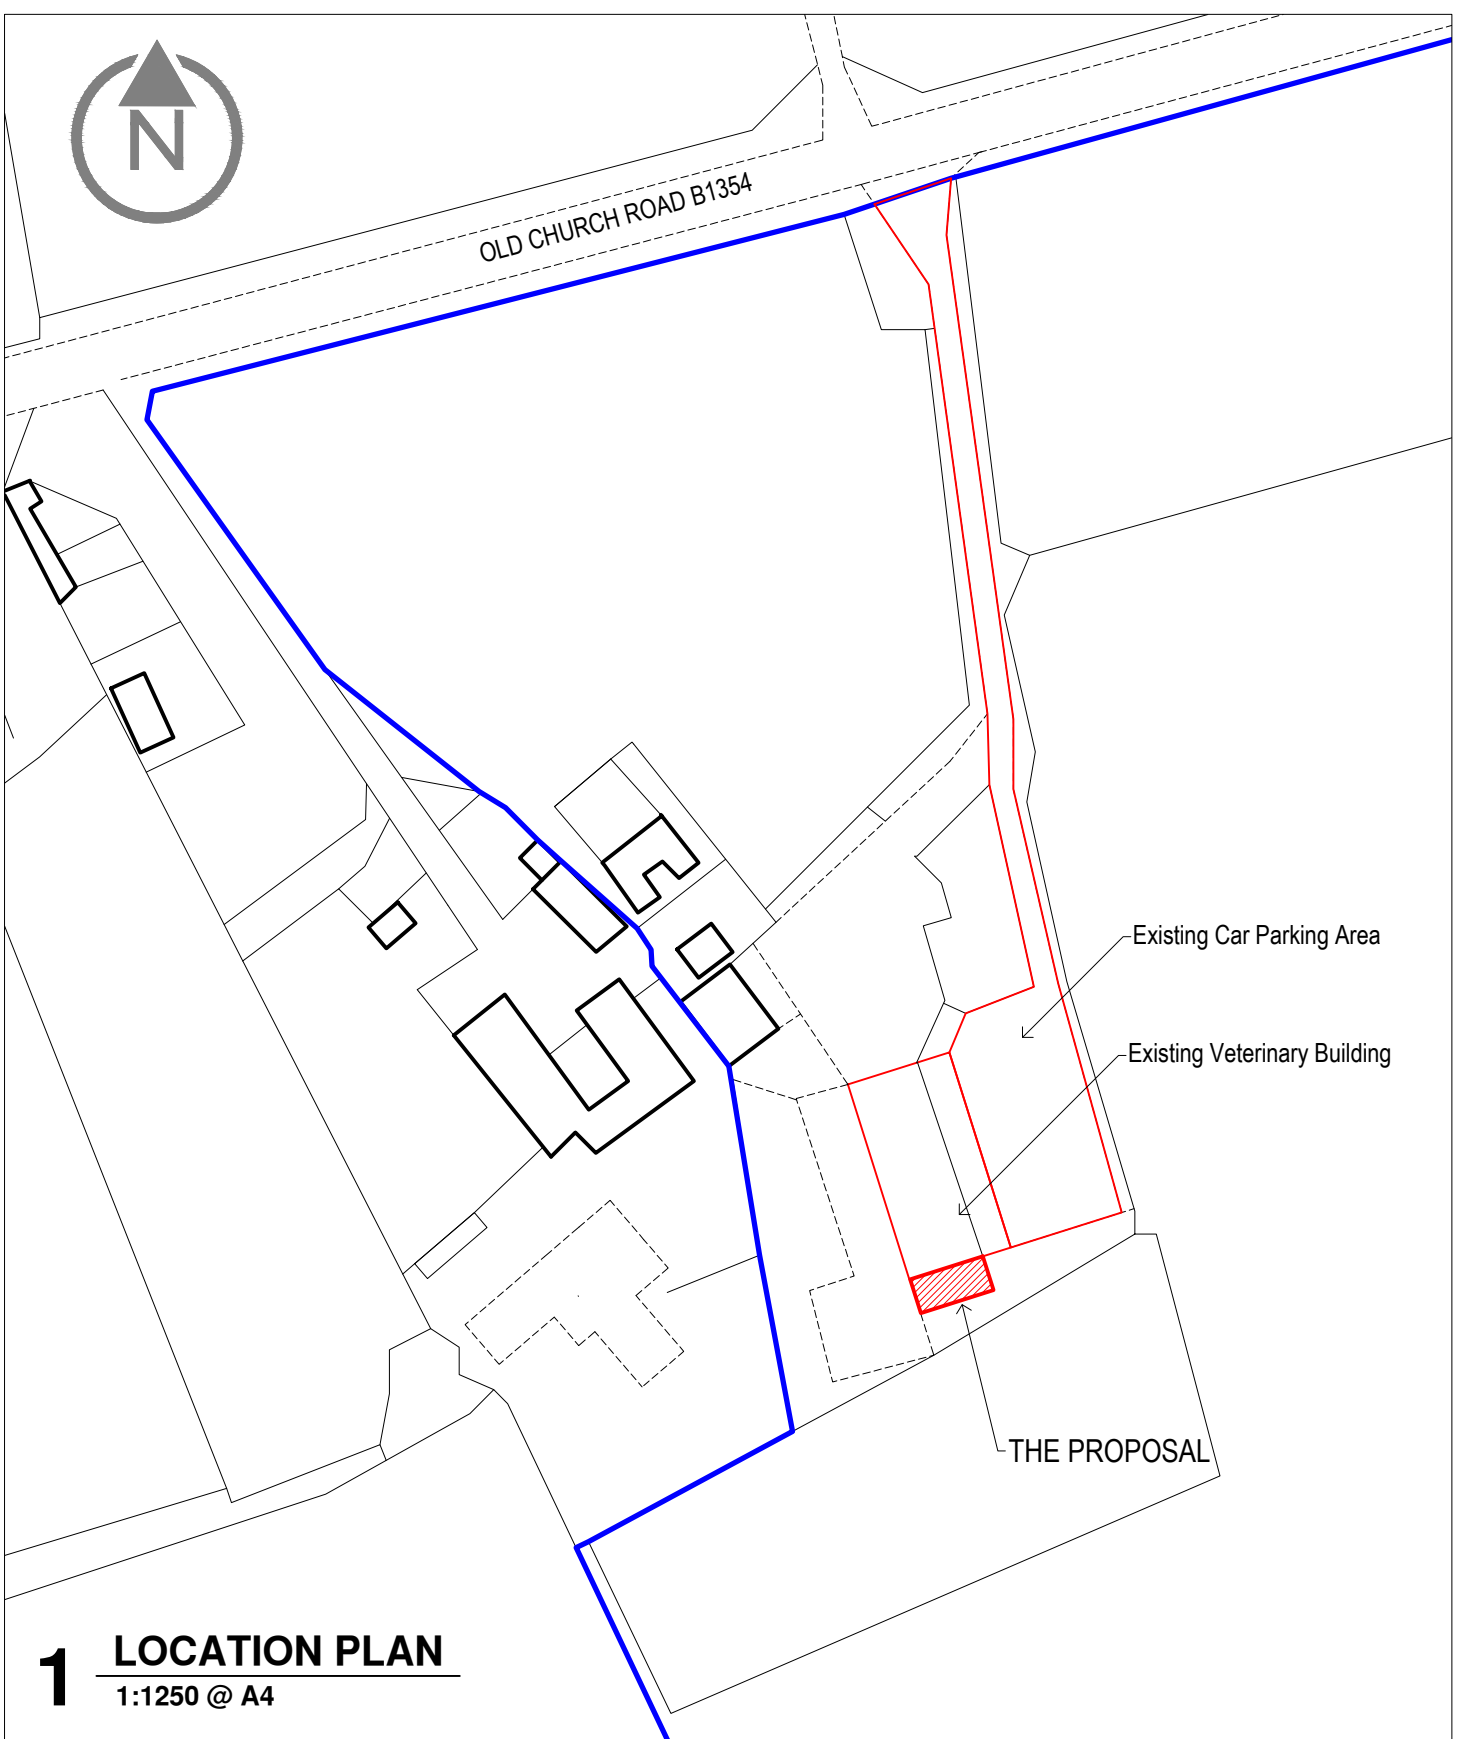 N
OLD CHURCH ROAD B1354
Existing Car Parking Area
Existing Veterinary Building
THE PROPOSAL
1 LOCATION PLAN
1:1250 @ A4